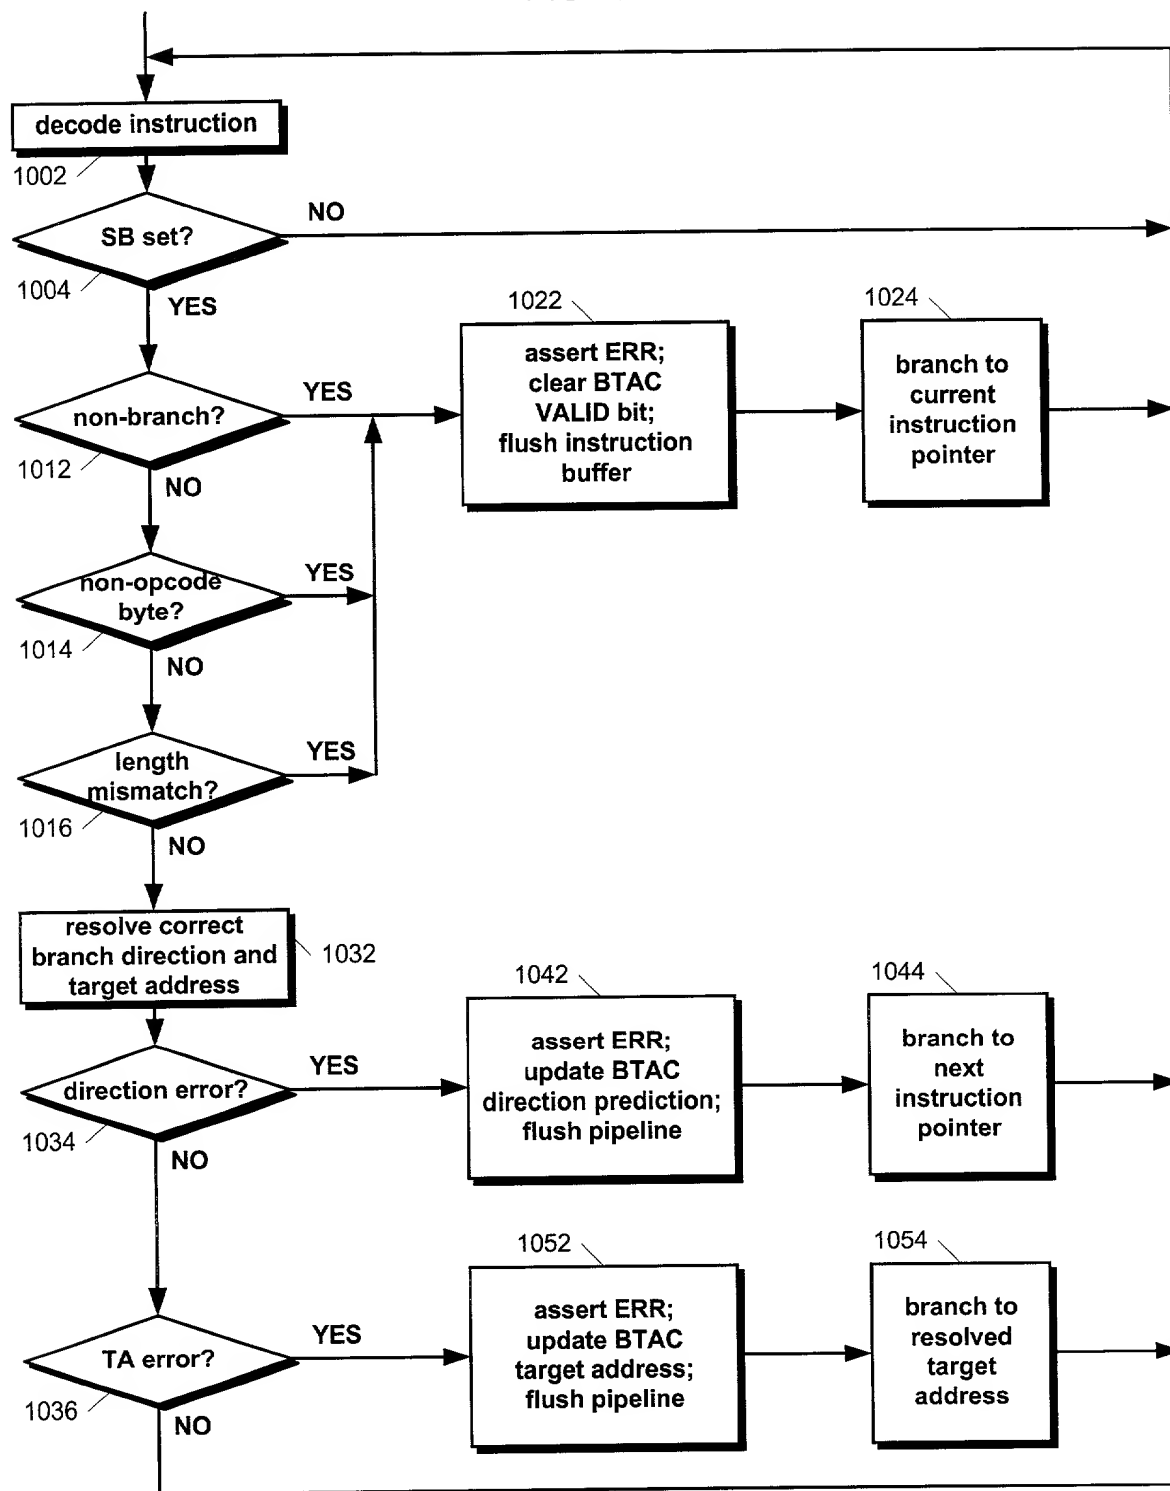 decode instruction
1002
SB set?
NO
1004
YES
non-branch?
YES
1012
NO
1022
assert ERR;
clear BTAC
VALID bit;
flush instruction
buffer
1024
branch to
current
instruction
pointer
non-opcode
byte?
YES
1014
NO
length
mismatch?
YES
1016
NO
resolve correct
branch direction and
target address
1032
direction error?
YES
1034
NO
1042
assert ERR;
update BTAC
direction prediction;
flush pipeline
1044
branch to
next
instruction
pointer
TA error?
YES
1036
NO
1052
assert ERR;
update BTAC
target address;
flush pipeline
1054
branch to
resolved
target
address